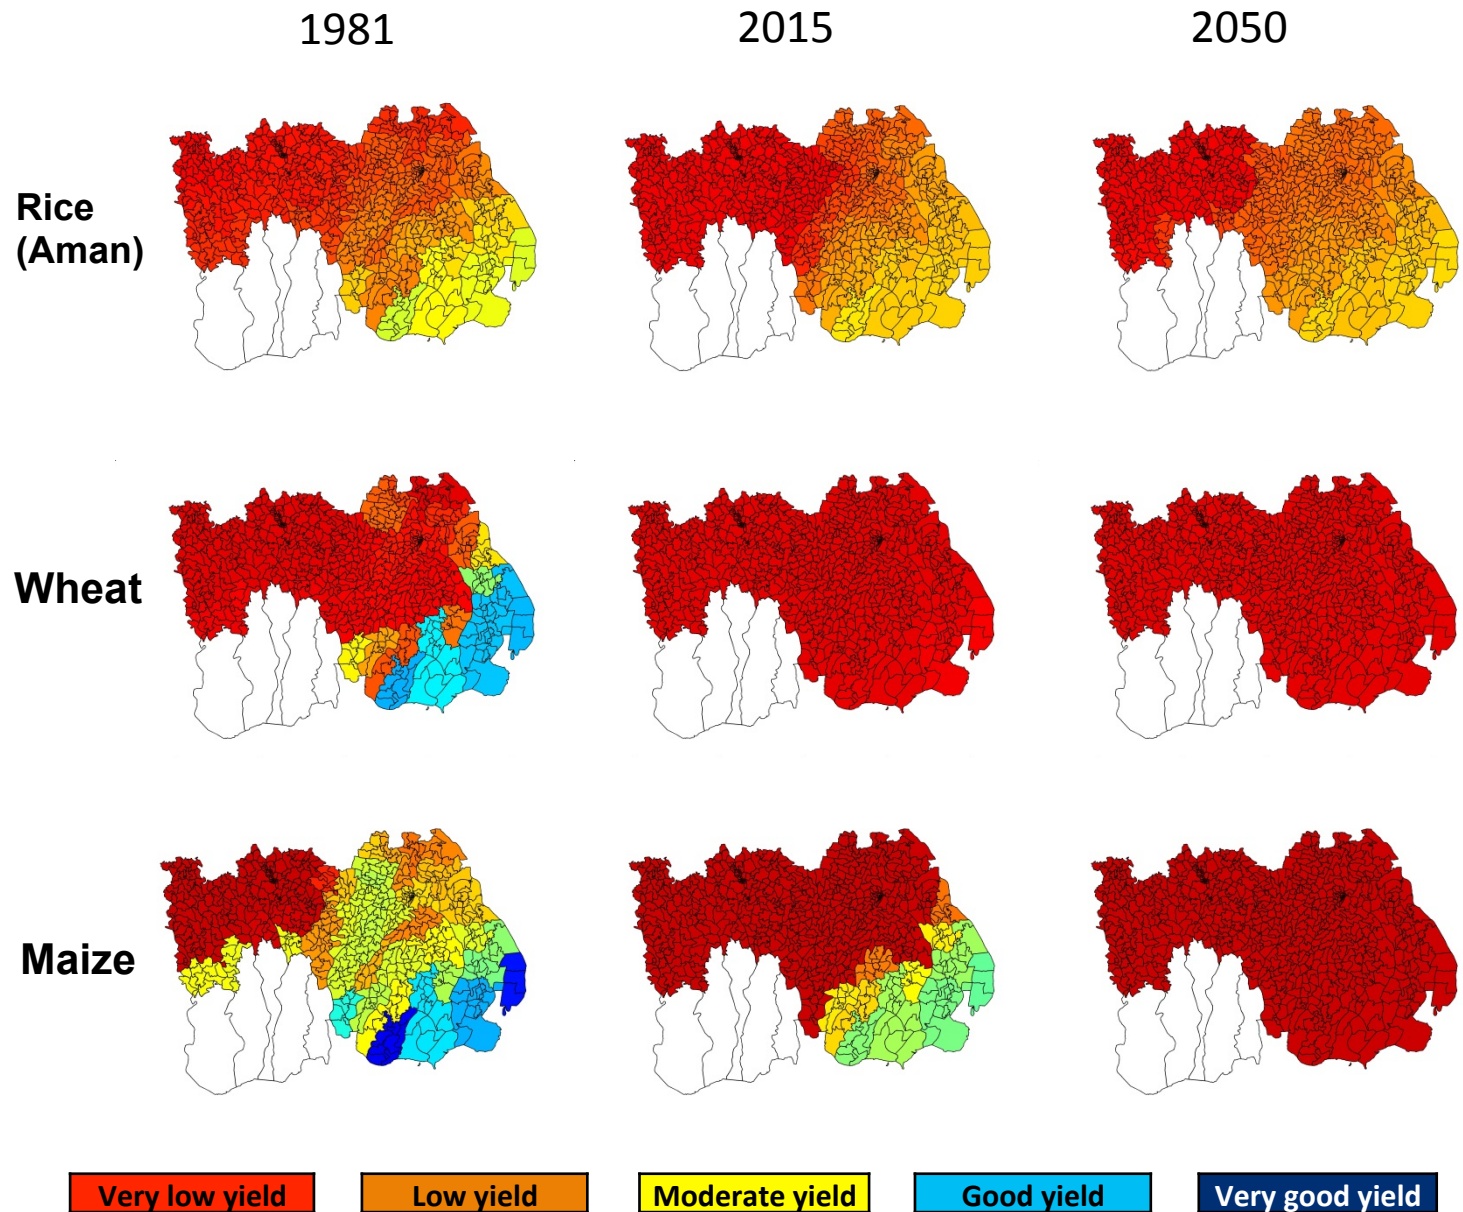 1981 2015 2050
Rice
(Aman)
Wheat
Maize
Very low yield Low yield Moderate yield Good yield Very good yield